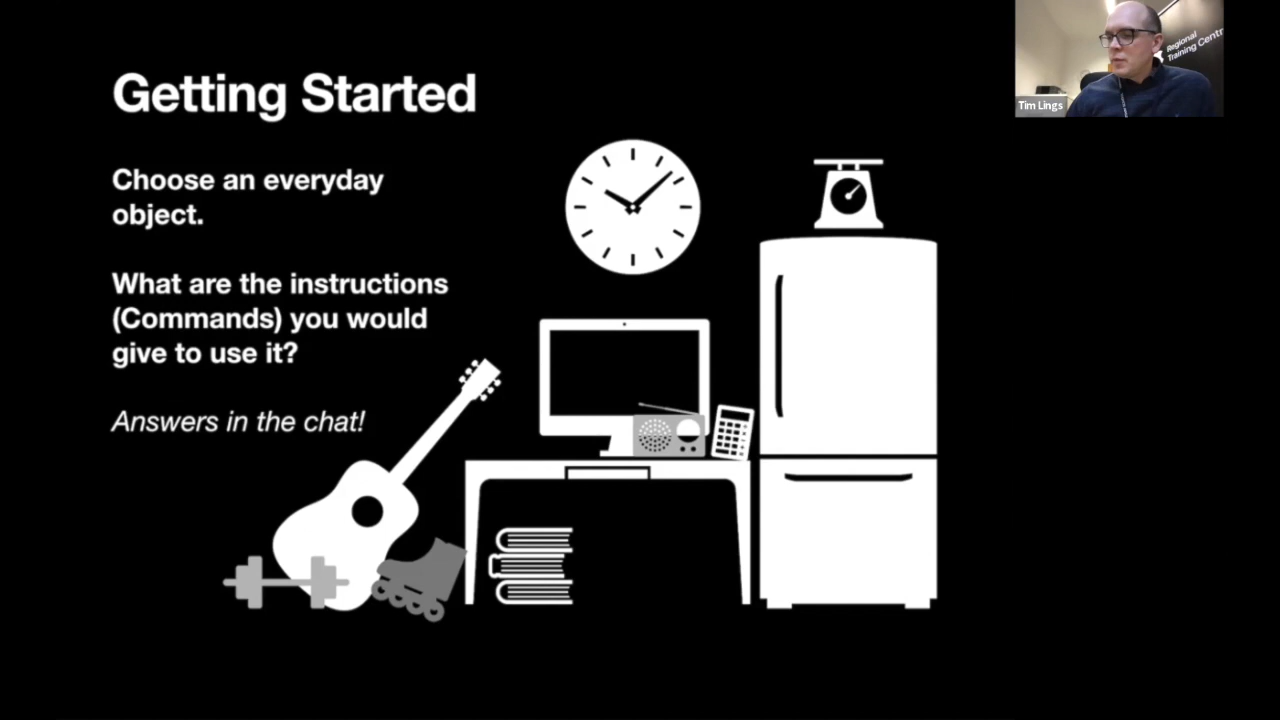 Getting Started
Choose an everyday
object.
What are the instructions
(Commands) you would
give to use it?
Answers in the chat!
Regional
Training Centre
Tim Lings